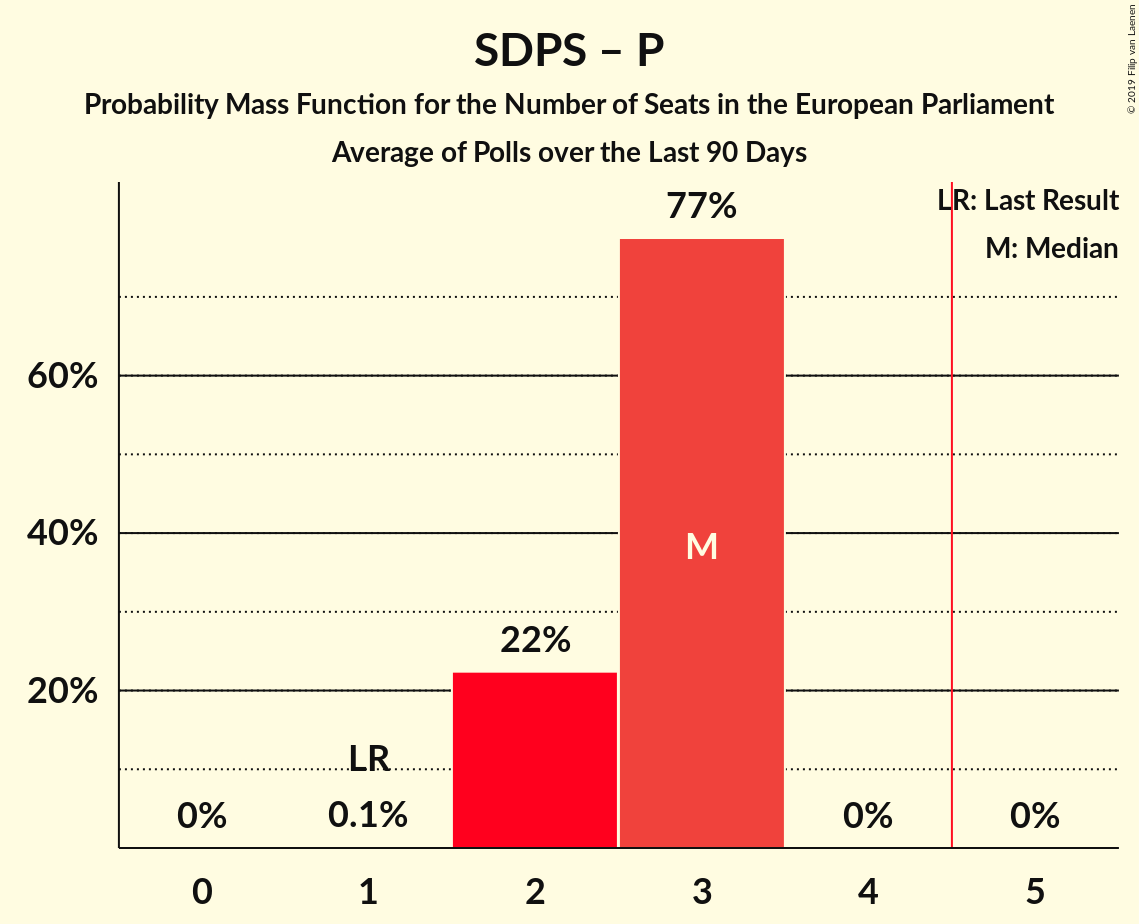 SDPS – P
Probability Mass Function for the Number of Seats in the European Parliament
Average of Polls over the Last 90 Days
© 2019 Filip van Laenen
LR: Last Result
M: Median
77%
60%
40%
M
22%
20%
LR
0%
0.1%
0%
0%
0 1 2 3 4 5